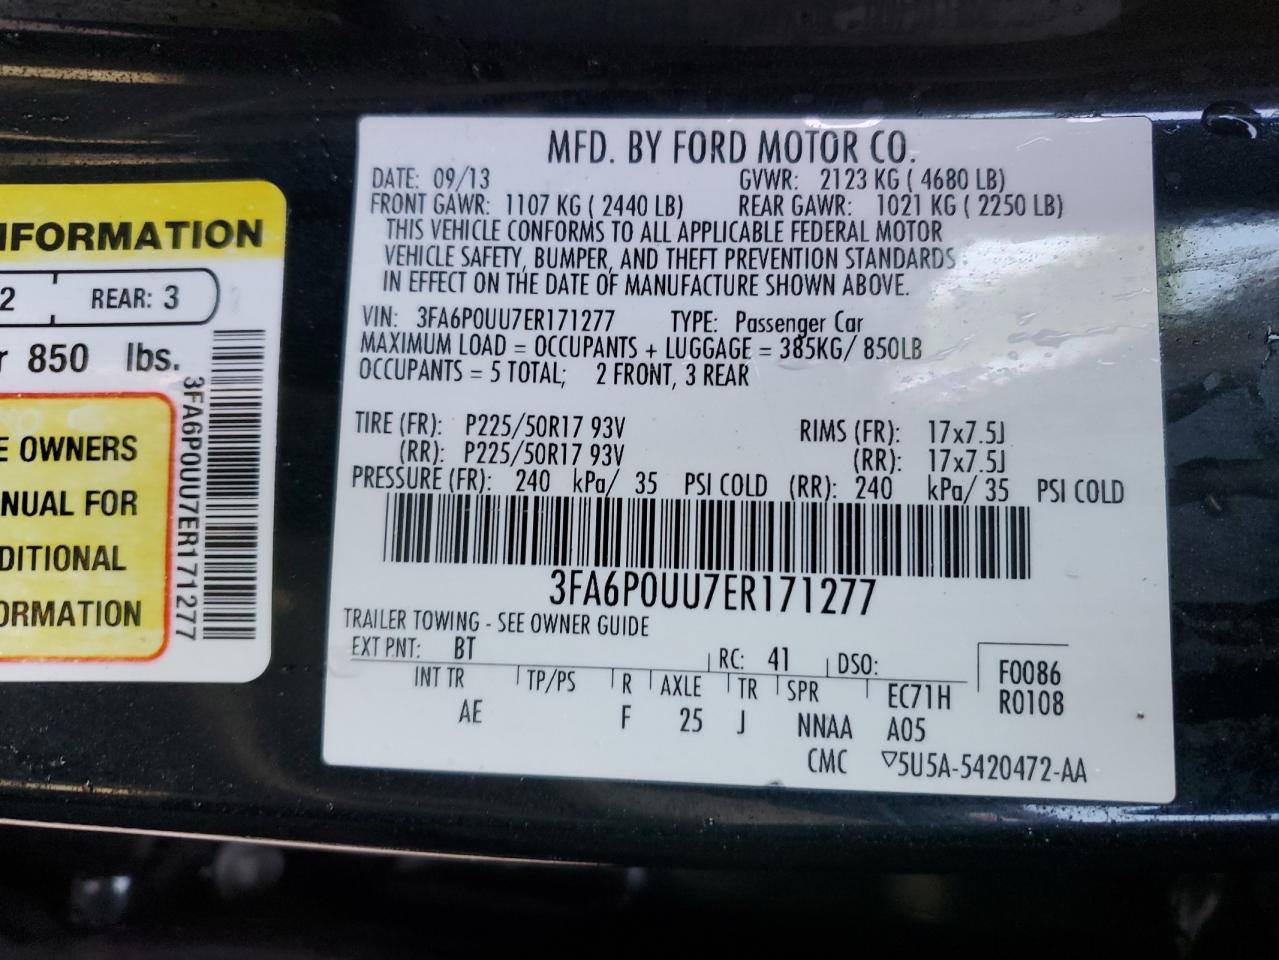 MFD. BY FORD MOTOR CO.
DATE: 09/13 GVWR: 2123 KG ( 4680 LB)
FRONT GAWR: 1107 KG ( 2440 LB) REAR GAWR: 1021 KG ( 2250 LB)
THIS VEHICLE CONFORMS TO ALL APPLICABLE FEDERAL MOTOR
VEHICLE SAFETY, BUMPER, AND THEFT PREVENTION STANDARDS
IN EFFECT ON THE DATE OF MANUFACTURE SHOWN ABOVE.
VIN: 3FA6P0UU7ER171277 TYPE: Passenger Car
MAXIMUM LOAD = OCCUPANTS + LUGGAGE = 385KG/ 850LB
OCCUPANTS = 5 TOTAL; 2 FRONT, 3 REAR
TIRE (FR): P225/50R17 93V RIMS (FR): 17x7.5J
(RR): P225/50R17 93V (RR): 17x7.5J
PRESSURE (FR): 240 kPa/ 35 PSI COLD (RR): 240 kPa/ 35 PSI COLD
3FA6P0UU7ER171277
TRAILER TOWING - SEE OWNER GUIDE
EXT PNT: BT RC: 41 DSO: F0086
INT TR TP/PS R AXLE TR SPR EC71H R0108
AE F 25 J NNAA A05
CMC ▽5U5A-5420472-AA
IFORMATION
2 REAR: 3
r 850 lbs.
E OWNERS
NUAL FOR
DITIONAL
ORMATION
3FA6P0UU7ER171277